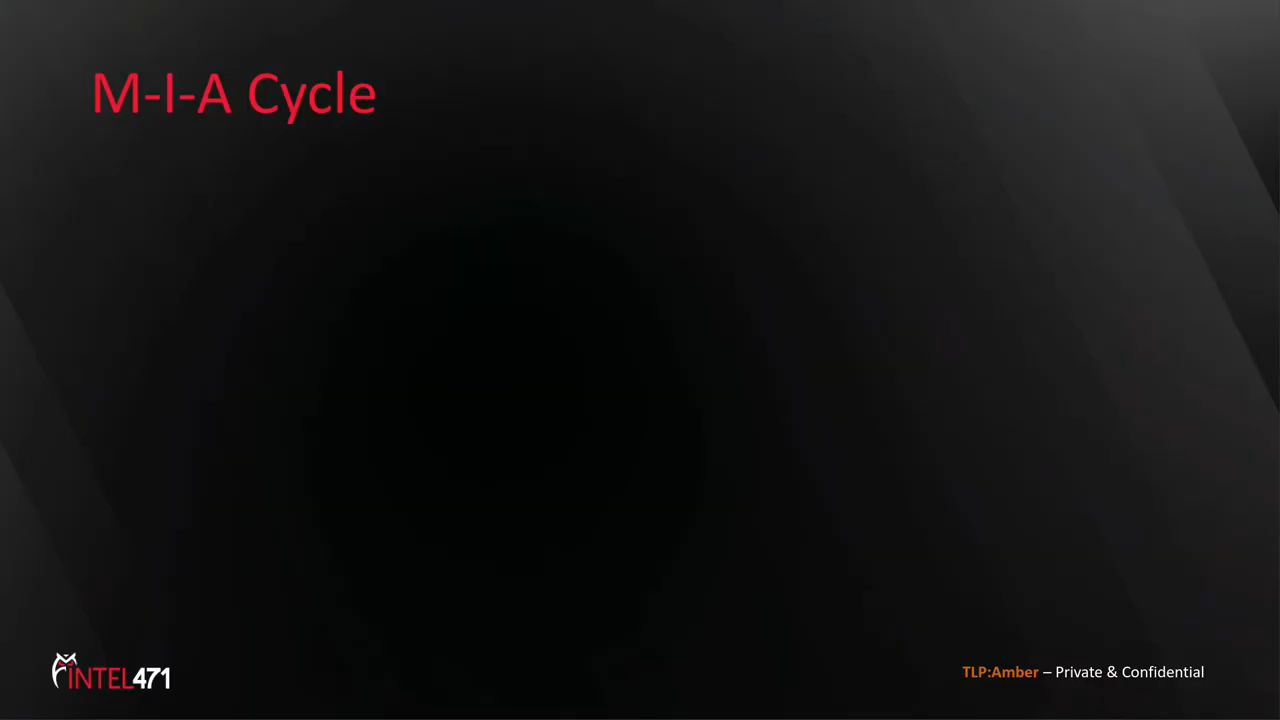 M-I-A Cycle
INTEL471
TLP:Amber – Private & Confidential